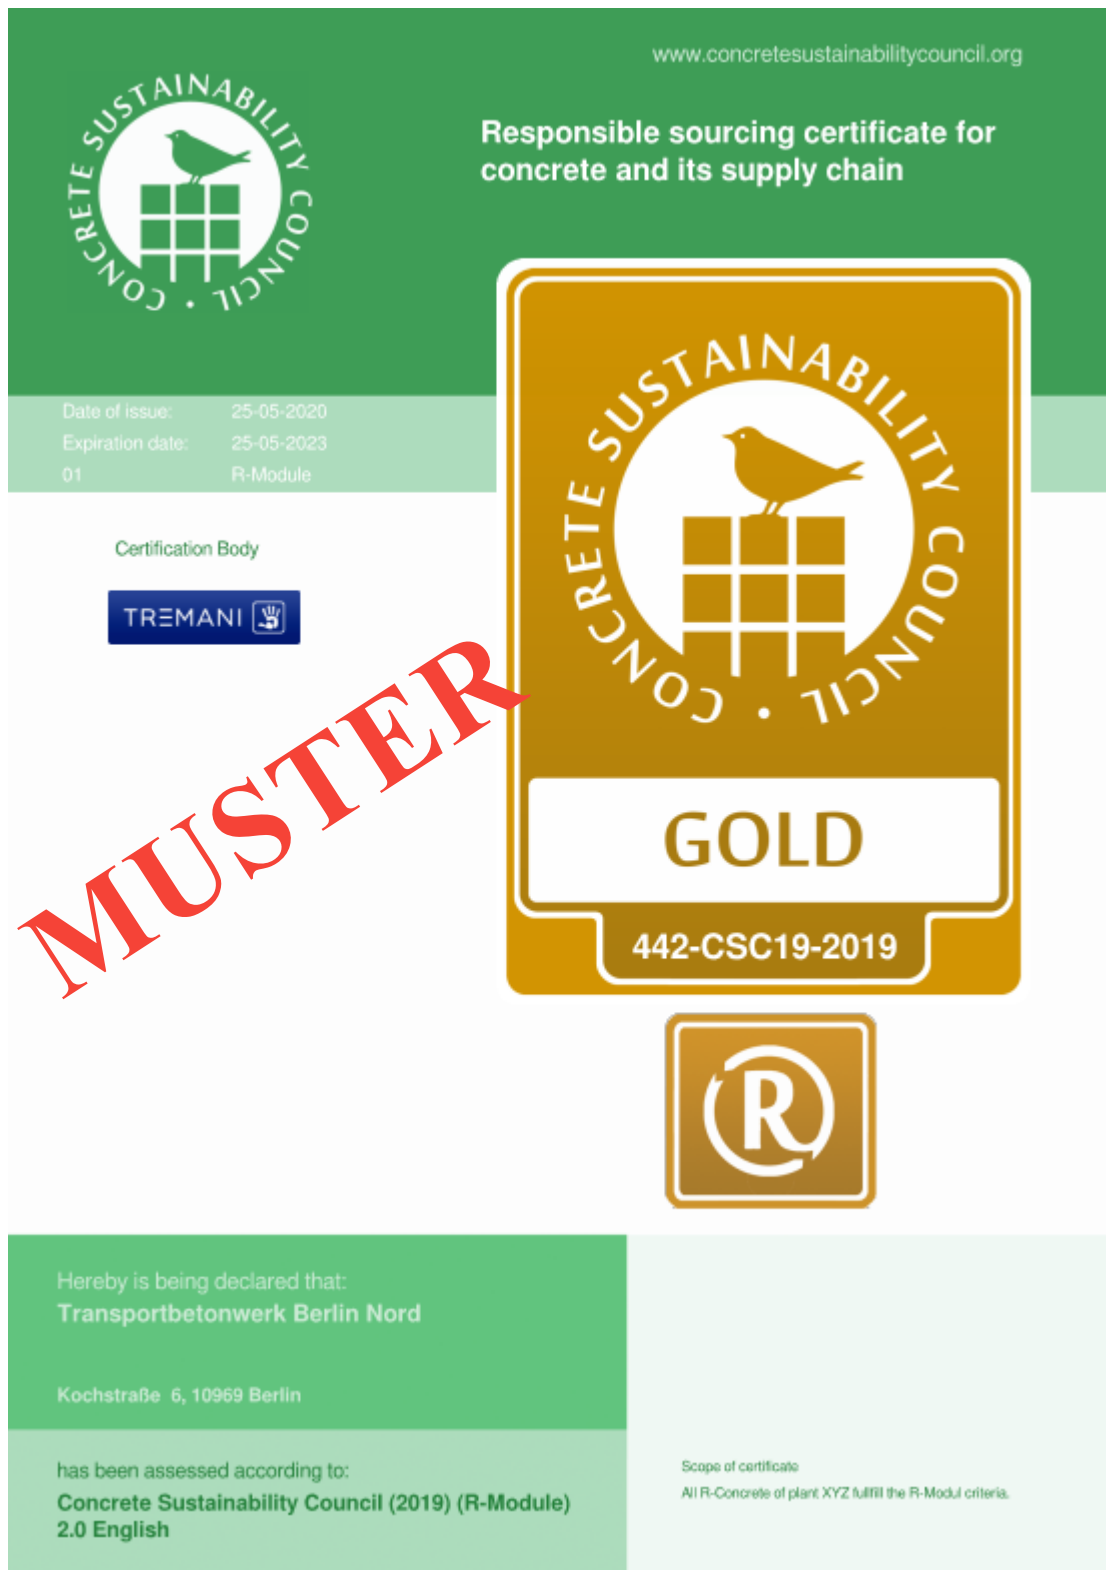 www.concretesustainabilitycouncil.org
CONCRETE SUSTAINABILITY COUNCIL •
Responsible sourcing certificate for
concrete and its supply chain
Date of issue: 25-05-2020
Expiration date: 25-05-2023
01 R-Module
CONCRETE SUSTAINABILITY COUNCIL •
Certification Body
TREMANI
MUSTER
GOLD
442-CSC19-2019
R
Hereby is being declared that:
Transportbetonwerk Berlin Nord
Kochstraße 6, 10969 Berlin
has been assessed according to:
Concrete Sustainability Council (2019) (R-Module)
2.0 English
Scope of certificate
All R-Concrete of plant XYZ fullfill the R-Modul criteria.